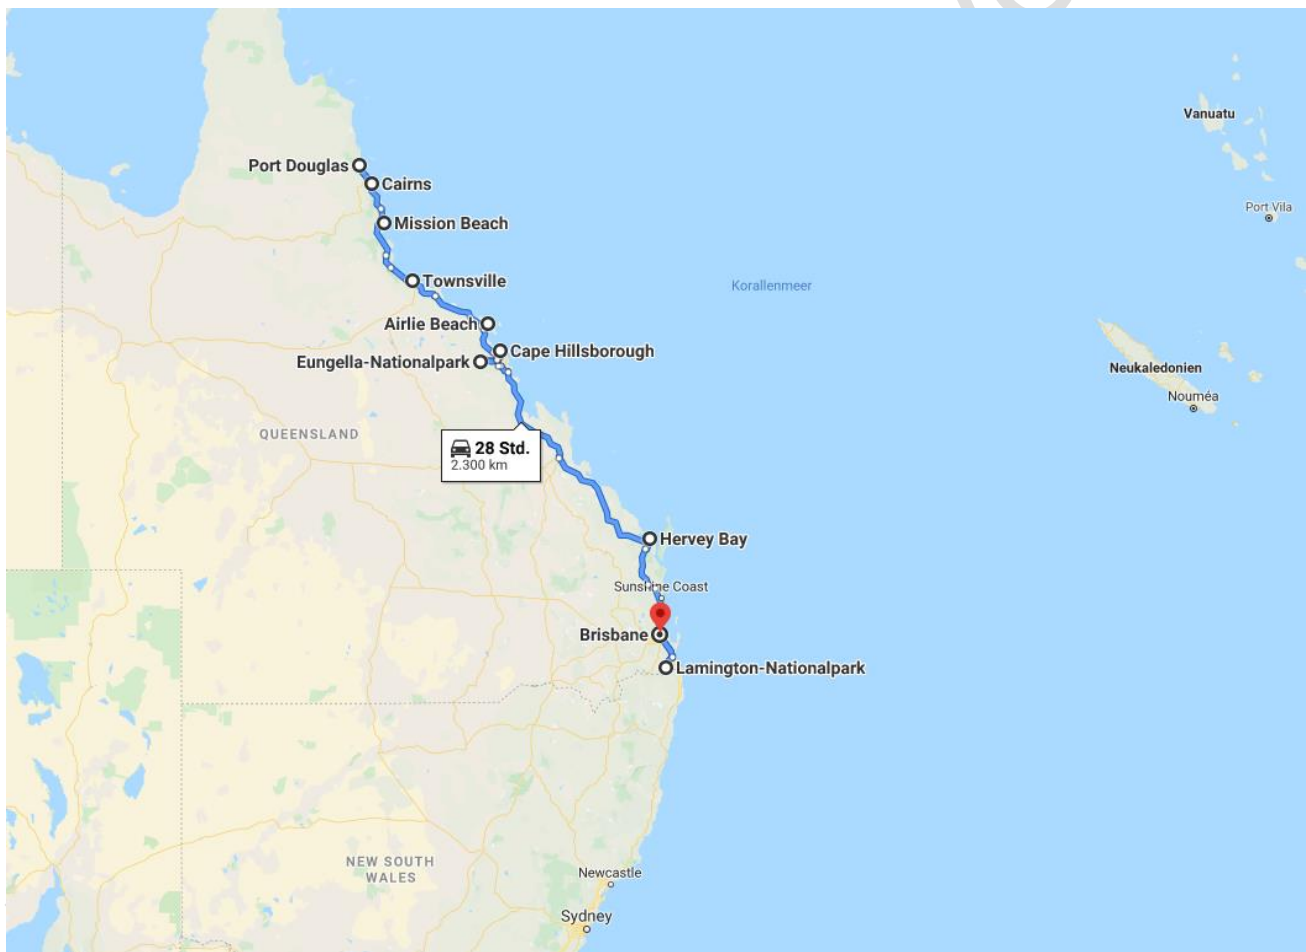 Vanuatu
Port Douglas
Cairns
Port Vila
Mission Beach
Townsville
Korallenmeer
Airlie Beach
Cape Hillsborough
Eungella-Nationalpark
Neukaledonien
Nouméa
QUEENSLAND
28 Std.
2.300 km
Hervey Bay
Sunshine Coast
Brisbane
Lamington-Nationalpark
NEW SOUTH
WALES
Newcastle
Sydney